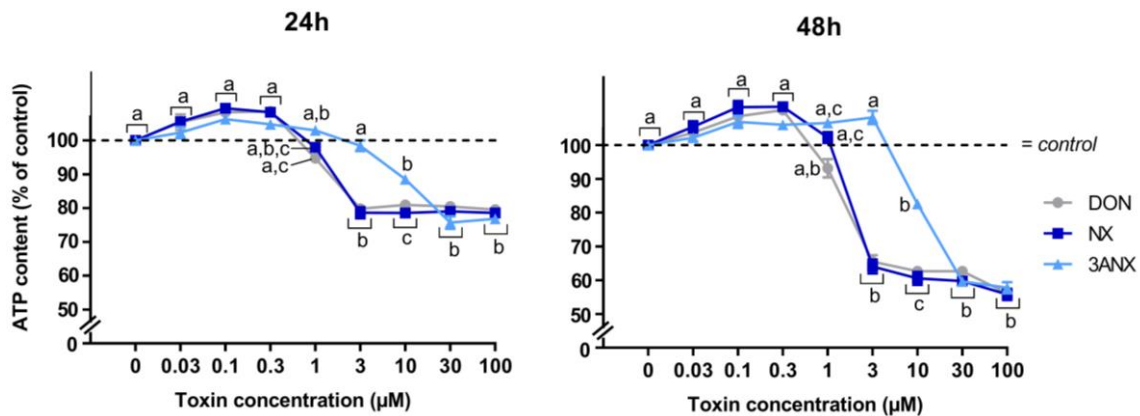 24h
48h
ATP content (% of control)
100
90
80
70
60
50
0
a
a
a
a
a,b
a
a,b,c
a,c
b
b
c
b
b
0 0.03 0.1 0.3 1 3 10 30 100
Toxin concentration (µM)
100
90
80
70
60
50
0
a
a
a
a
a,c
a
a,c
a,b
b
b
c
b
b
= control
0 0.03 0.1 0.3 1 3 10 30 100
Toxin concentration (µM)
DON
NX
3ANX